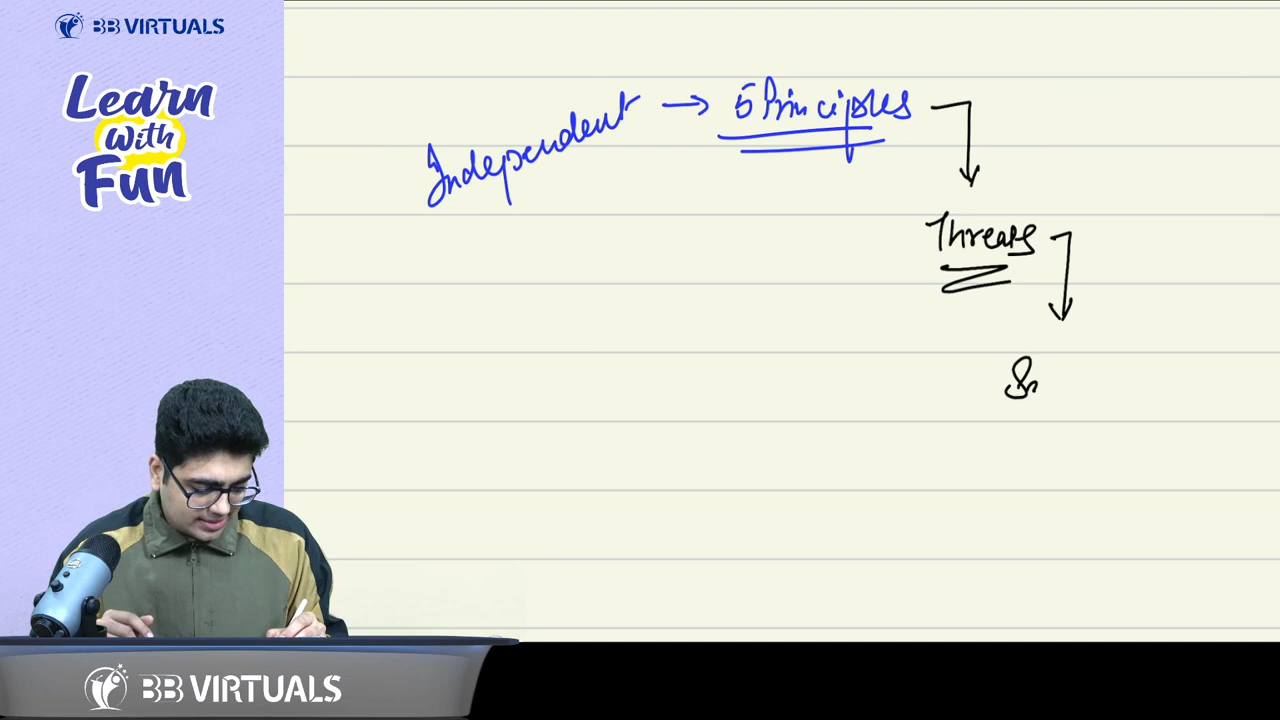 BB VIRTUALS
Learn
With
Fun
Independent → 5 Principles
Threats
BB VIRTUALS